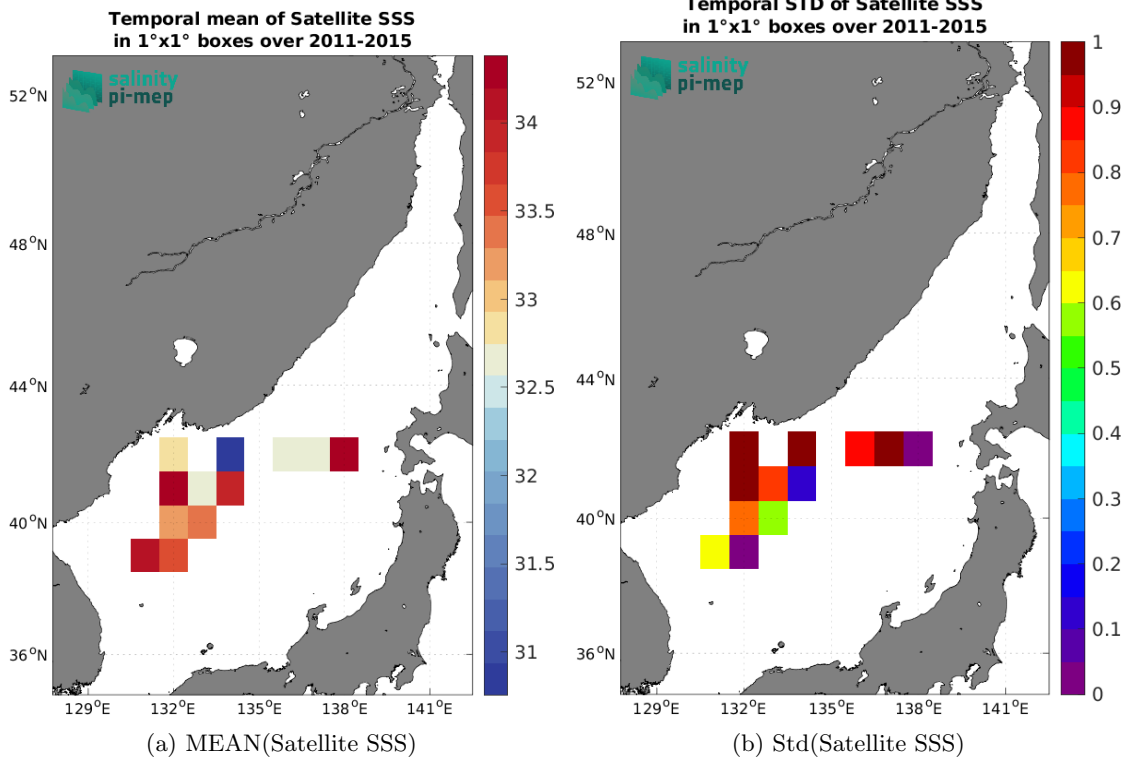 Temporal mean of Satellite SSS
in 1°x1° boxes over 2011-2015
salinity
pi-mep
52°N
48°N
44°N
40°N
36°N
129°E
132°E
135°E
138°E
141°E
34
33.5
33
32.5
32
31.5
31
(a) MEAN(Satellite SSS)
Temporal STD of Satellite SSS
in 1°x1° boxes over 2011-2015
salinity
pi-mep
52°N
48°N
44°N
40°N
36°N
129°E
132°E
135°E
138°E
141°E
1
0.9
0.8
0.7
0.6
0.5
0.4
0.3
0.2
0.1
0
(b) Std(Satellite SSS)